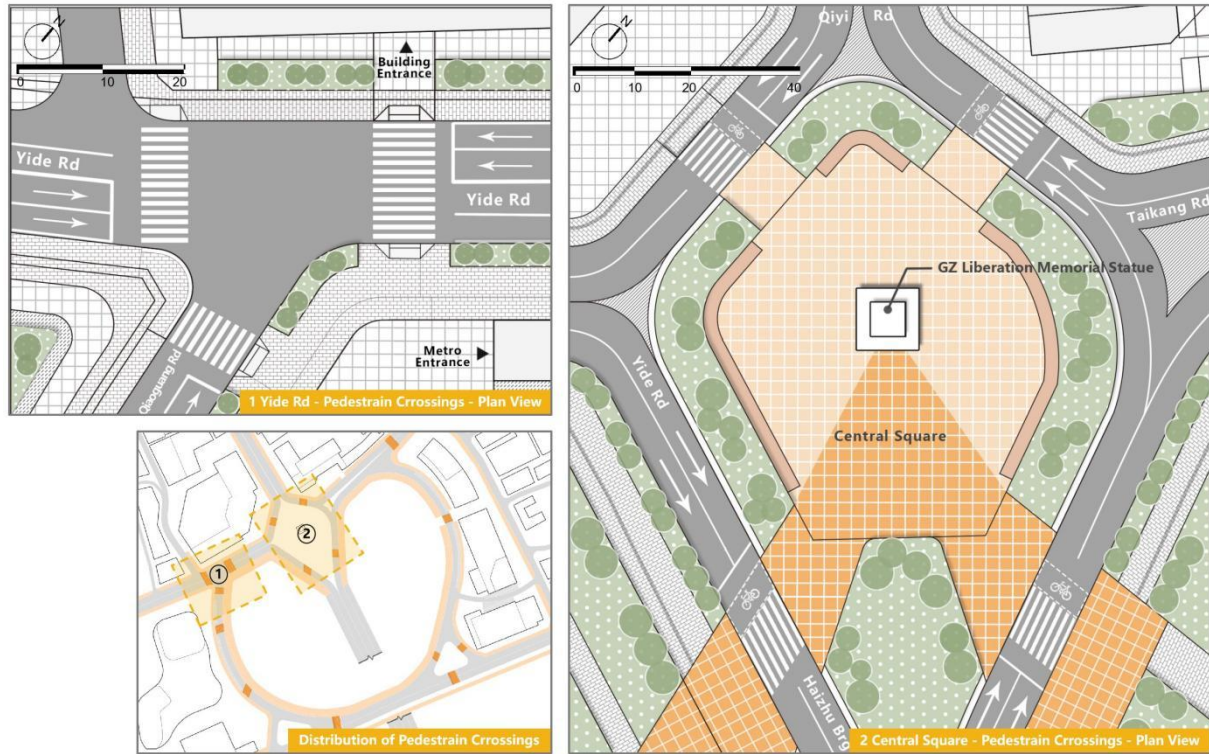 N
0 10 20
Building
Entrance
Yide Rd
Yide Rd
Qiaoguang Rd
Metro
Entrance
1 Yide Rd - Pedestrain Crrossings - Plan View
1
2
Distribution of Pedestrain Crrossings
N
0 10 20 40
Qiyi Rd
Taikang Rd
GZ Liberation Memorial Statue
Yide Rd
Central Square
Haizhu Brg
2 Central Square - Pedestrain Crrossings - Plan View